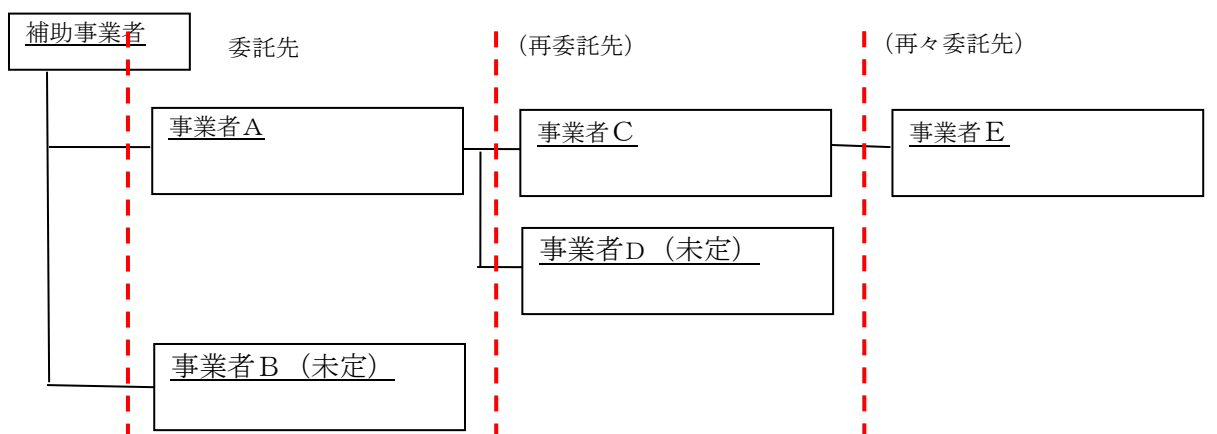 補助事業者
委託先
(再委託先)
(再々委託先)
事業者A
事業者C
事業者E
事業者D(未定)
事業者B(未定)